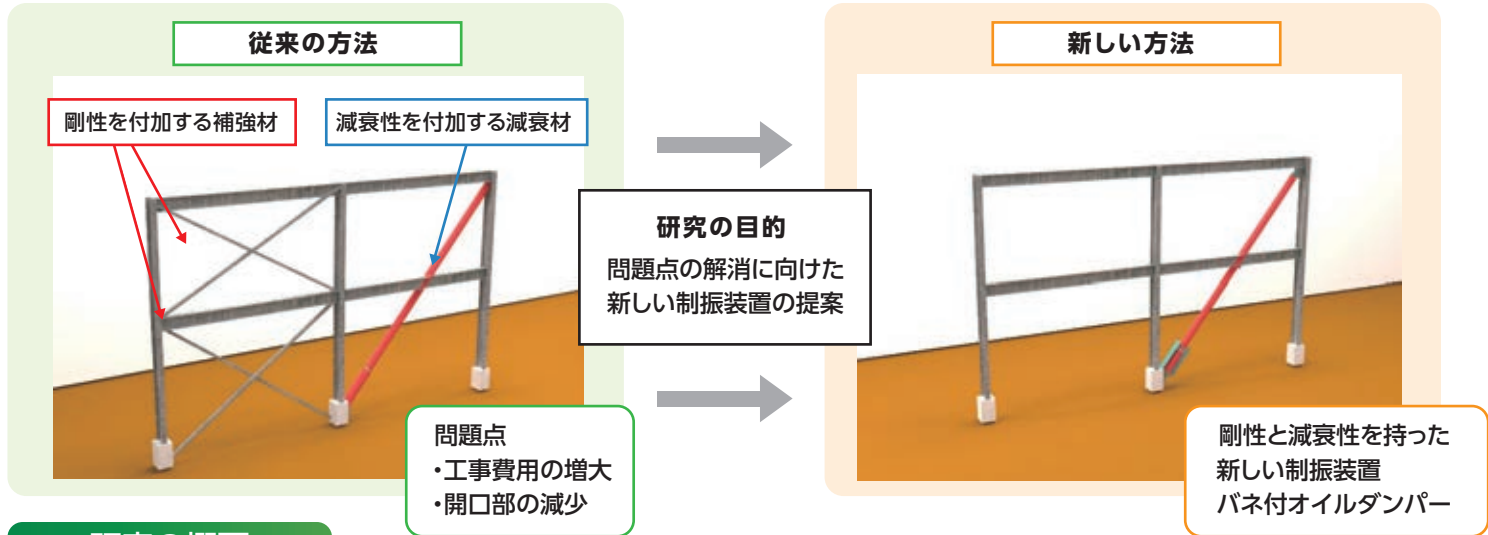 従来の方法
剛性を付加する補強材
減衰性を付加する減衰材
問題点
・工事費用の増大
・開口部の減少
研究の目的
問題点の解消に向けた
新しい制振装置の提案
新しい方法
剛性と減衰性を持った
新しい制振装置
バネ付オイルダンパー